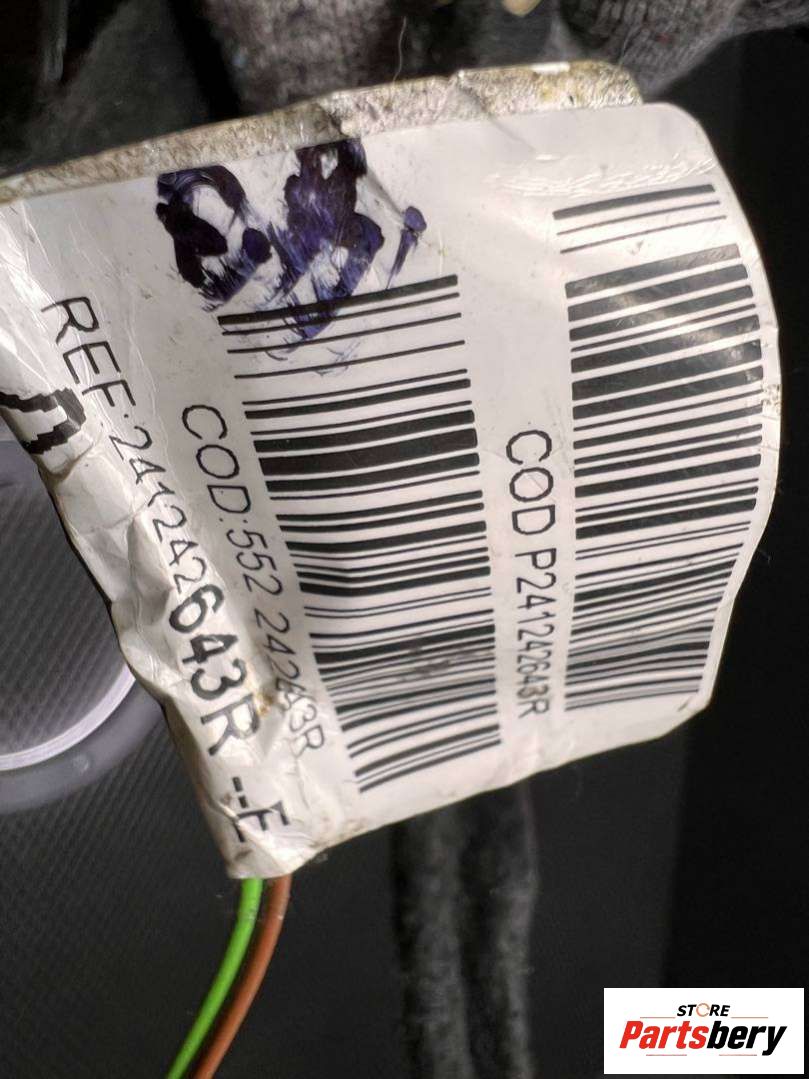 REF:241242643R--E
COD:552 242643R
COD P241242643R
STORE
Partsbery